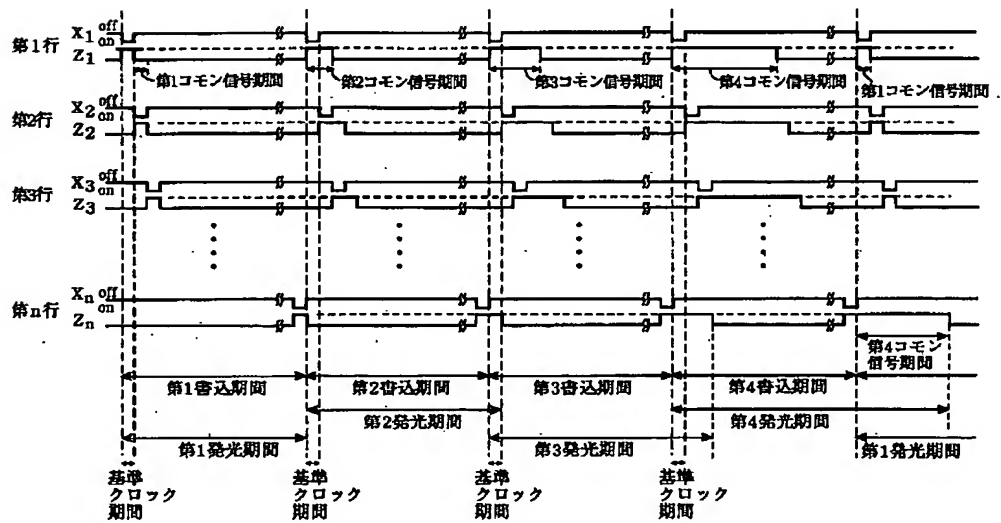 第1行
X1 off
on
Z1
第1コモン信号期間
第2コモン信号期間
第3コモン信号期間
第4コモン信号期間
第1コモン信号期間
第2行
X2 off
on
Z2
第3行
X3 off
on
Z3
第n行
Xn off
on
Zn
第4コモン
信号期間
第1書込期間
第2書込期間
第3書込期間
第4書込期間
第2発光期間
第4発光期間
第1発光期間
第3発光期間
第1発光期間
基準
クロック
期間
基準
クロック
期間
基準
クロック
期間
基準
クロック
期間